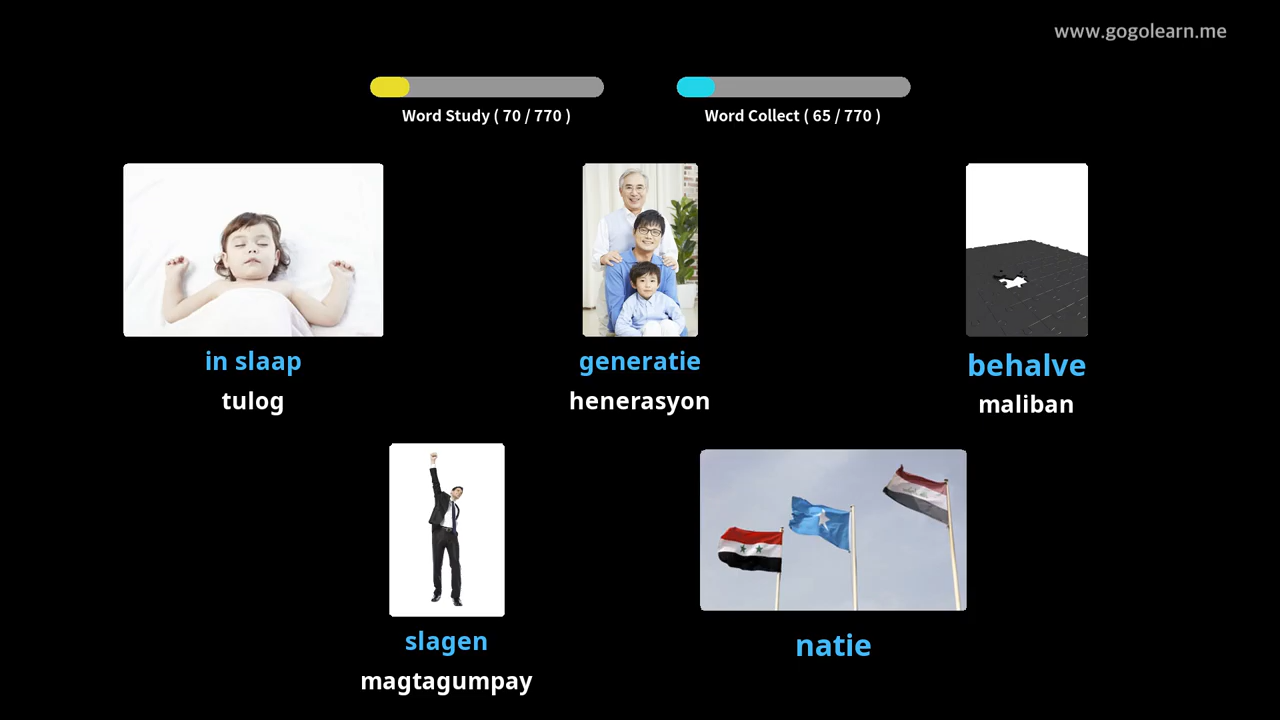 www.gogolearn.me
Word Study ( 70 / 770 )
Word Collect ( 65 / 770 )
in slaap
tulog
generatie
henerasyon
behalve
maliban
slagen
magtagumpay
natie